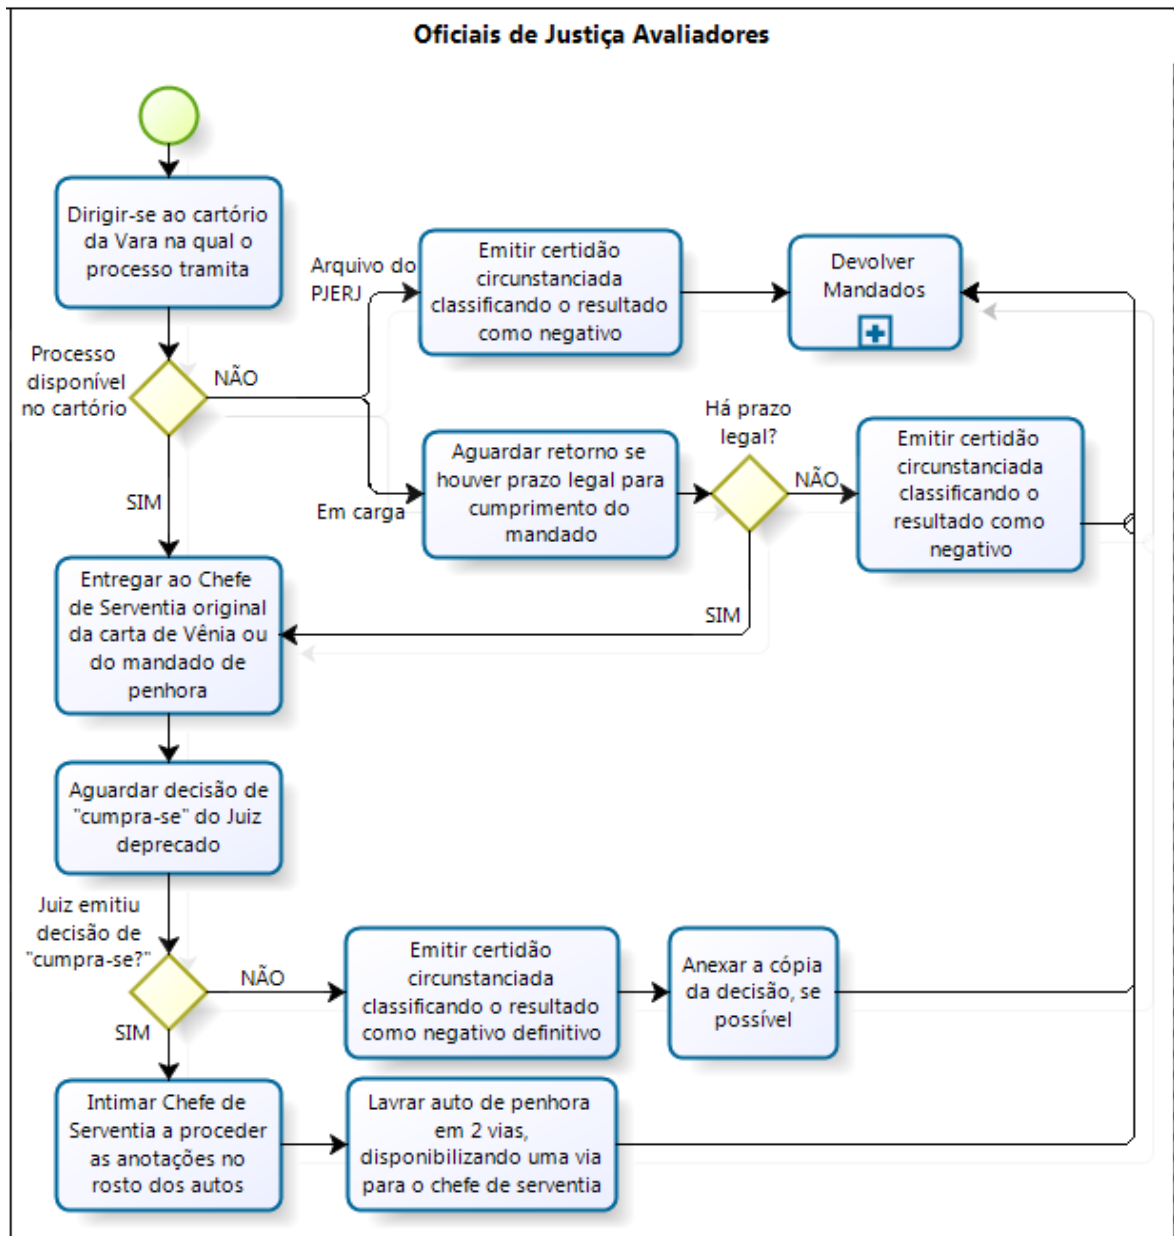 Oficiais de Justiça Avaliadores
Dirigir-se ao cartório
da Vara na qual o
processo tramita
Processo
disponível
no cartório
NÃO
SIM
Arquivo do
PJERJ
Emitir certidão
circunstanciada
classificando o resultado
como negativo
Devolver
Mandados
Em carga
Aguardar retorno se
houver prazo legal para
cumprimento do
mandado
Há prazo
legal?
NÃO
SIM
Emitir certidão
circunstanciada
classificando o
resultado como
negativo
Entregar ao Chefe
de Serventia original
da carta de Vênia ou
do mandado de
penhora
Aguardar decisão de
"cumpra-se" do Juiz
deprecado
Juiz emitiu
decisão de
"cumpra-se?"
NÃO
SIM
Emitir certidão
circunstanciada
classificando o resultado
como negativo definitivo
Anexar a cópia
da decisão, se
possível
Intimar Chefe de
Serventia a proceder
as anotações no
rosto dos autos
Lavrar auto de penhora
em 2 vias,
disponibilizando uma via
para o chefe de serventia